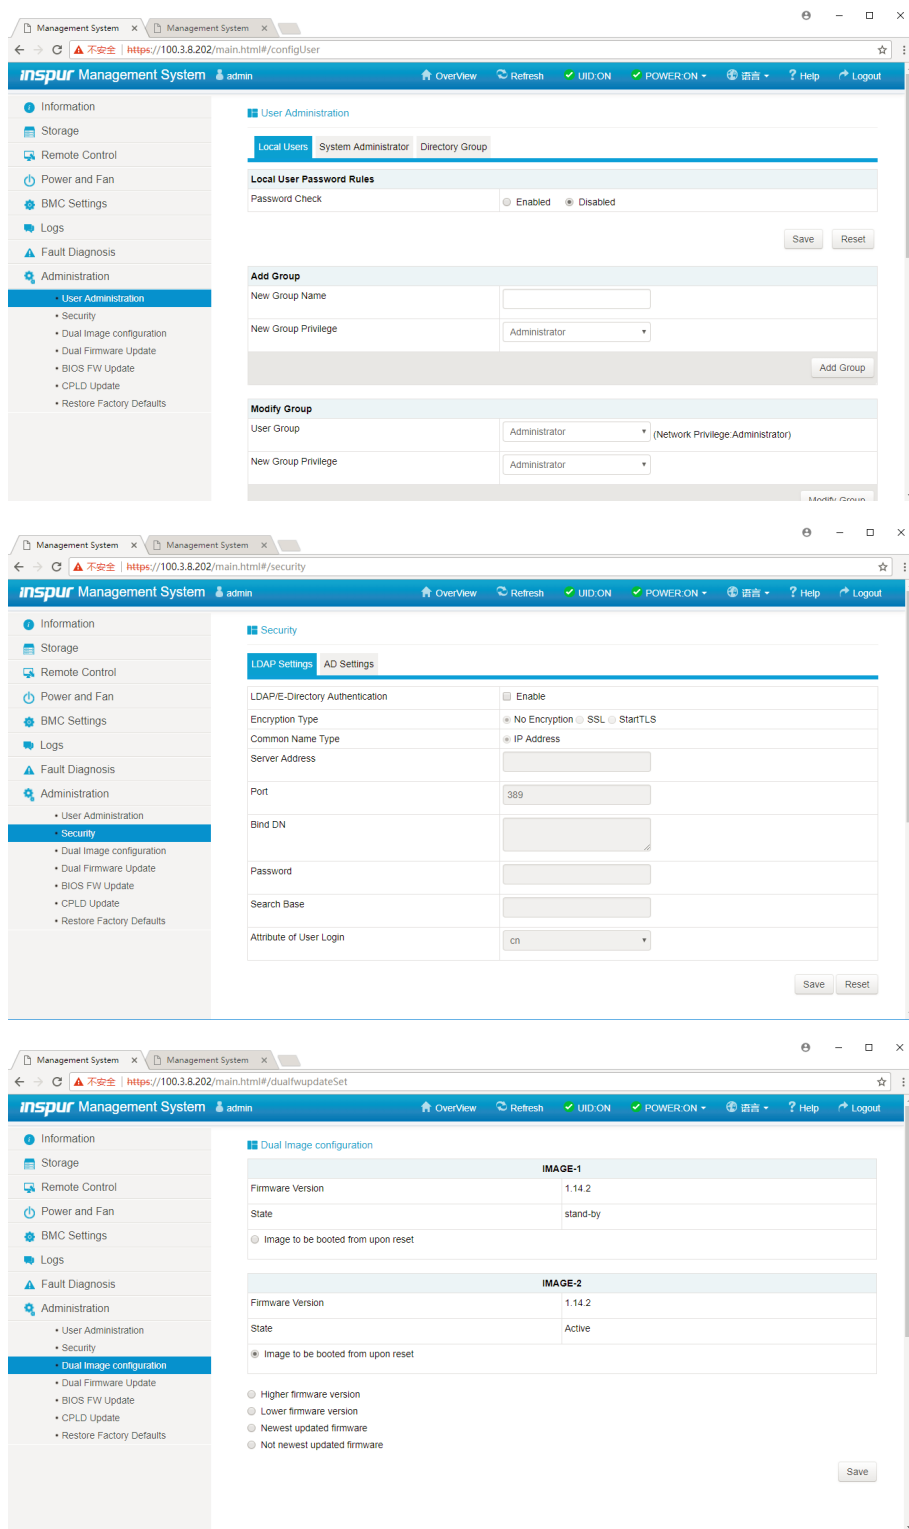 Management System × Management System ×
不安全 | https://100.3.8.202/main.html#/configUser
inspur Management System admin OverView Refresh UID:ON POWER:ON 语言 ? Help Logout
Information
Storage
Remote Control
Power and Fan
BMC Settings
Logs
Fault Diagnosis
Administration
• User Administration
• Security
• Dual Image configuration
• Dual Firmware Update
• BIOS FW Update
• CPLD Update
• Restore Factory Defaults
User Administration
Local Users System Administrator Directory Group
Local User Password Rules
Password Check Enabled Disabled
Save Reset
Add Group
New Group Name
New Group Privilege Administrator
Add Group
Modify Group
User Group Administrator (Network Privilege:Administrator)
New Group Privilege Administrator
Modify Group
Management System × Management System ×
不安全 | https://100.3.8.202/main.html#/security
inspur Management System admin OverView Refresh UID:ON POWER:ON 语言 ? Help Logout
Information
Storage
Remote Control
Power and Fan
BMC Settings
Logs
Fault Diagnosis
Administration
• User Administration
• Security
• Dual Image configuration
• Dual Firmware Update
• BIOS FW Update
• CPLD Update
• Restore Factory Defaults
Security
LDAP Settings AD Settings
LDAP/E-Directory Authentication Enable
Encryption Type No Encryption SSL StartTLS
Common Name Type IP Address
Server Address
Port 389
Bind DN
Password
Search Base
Attribute of User Login cn
Save Reset
Management System × Management System ×
不安全 | https://100.3.8.202/main.html#/dualfwupdateSet
inspur Management System admin OverView Refresh UID:ON POWER:ON 语言 ? Help Logout
Information
Storage
Remote Control
Power and Fan
BMC Settings
Logs
Fault Diagnosis
Administration
• User Administration
• Security
• Dual Image configuration
• Dual Firmware Update
• BIOS FW Update
• CPLD Update
• Restore Factory Defaults
Dual Image configuration
IMAGE-1
Firmware Version 1.14.2
State stand-by
Image to be booted from upon reset
IMAGE-2
Firmware Version 1.14.2
State Active
Image to be booted from upon reset
Higher firmware version
Lower firmware version
Newest updated firmware
Not newest updated firmware
Save